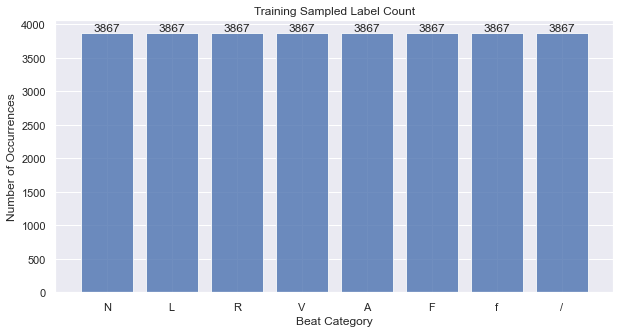 Training Sampled Label Count
3867 3867 3867 3867 3867 3867 3867 3867
4000
3500
3000
2500
2000
1500
1000
500
0
Number of Occurrences
N L R V A F f /
Beat Category